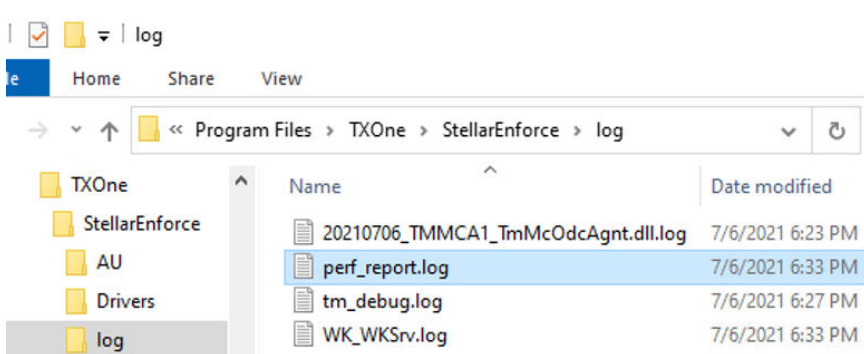 log
le Home Share View
« Program Files > TXOne > StellarEnforce > log
TXOne
StellarEnforce
AU
Drivers
log
Name Date modified
20210706_TMMCA1_TmMcOdcAgnt.dll.log 7/6/2021 6:23 PM
perf_report.log 7/6/2021 6:33 PM
tm_debug.log 7/6/2021 6:27 PM
WK_WKSrv.log 7/6/2021 6:33 PM